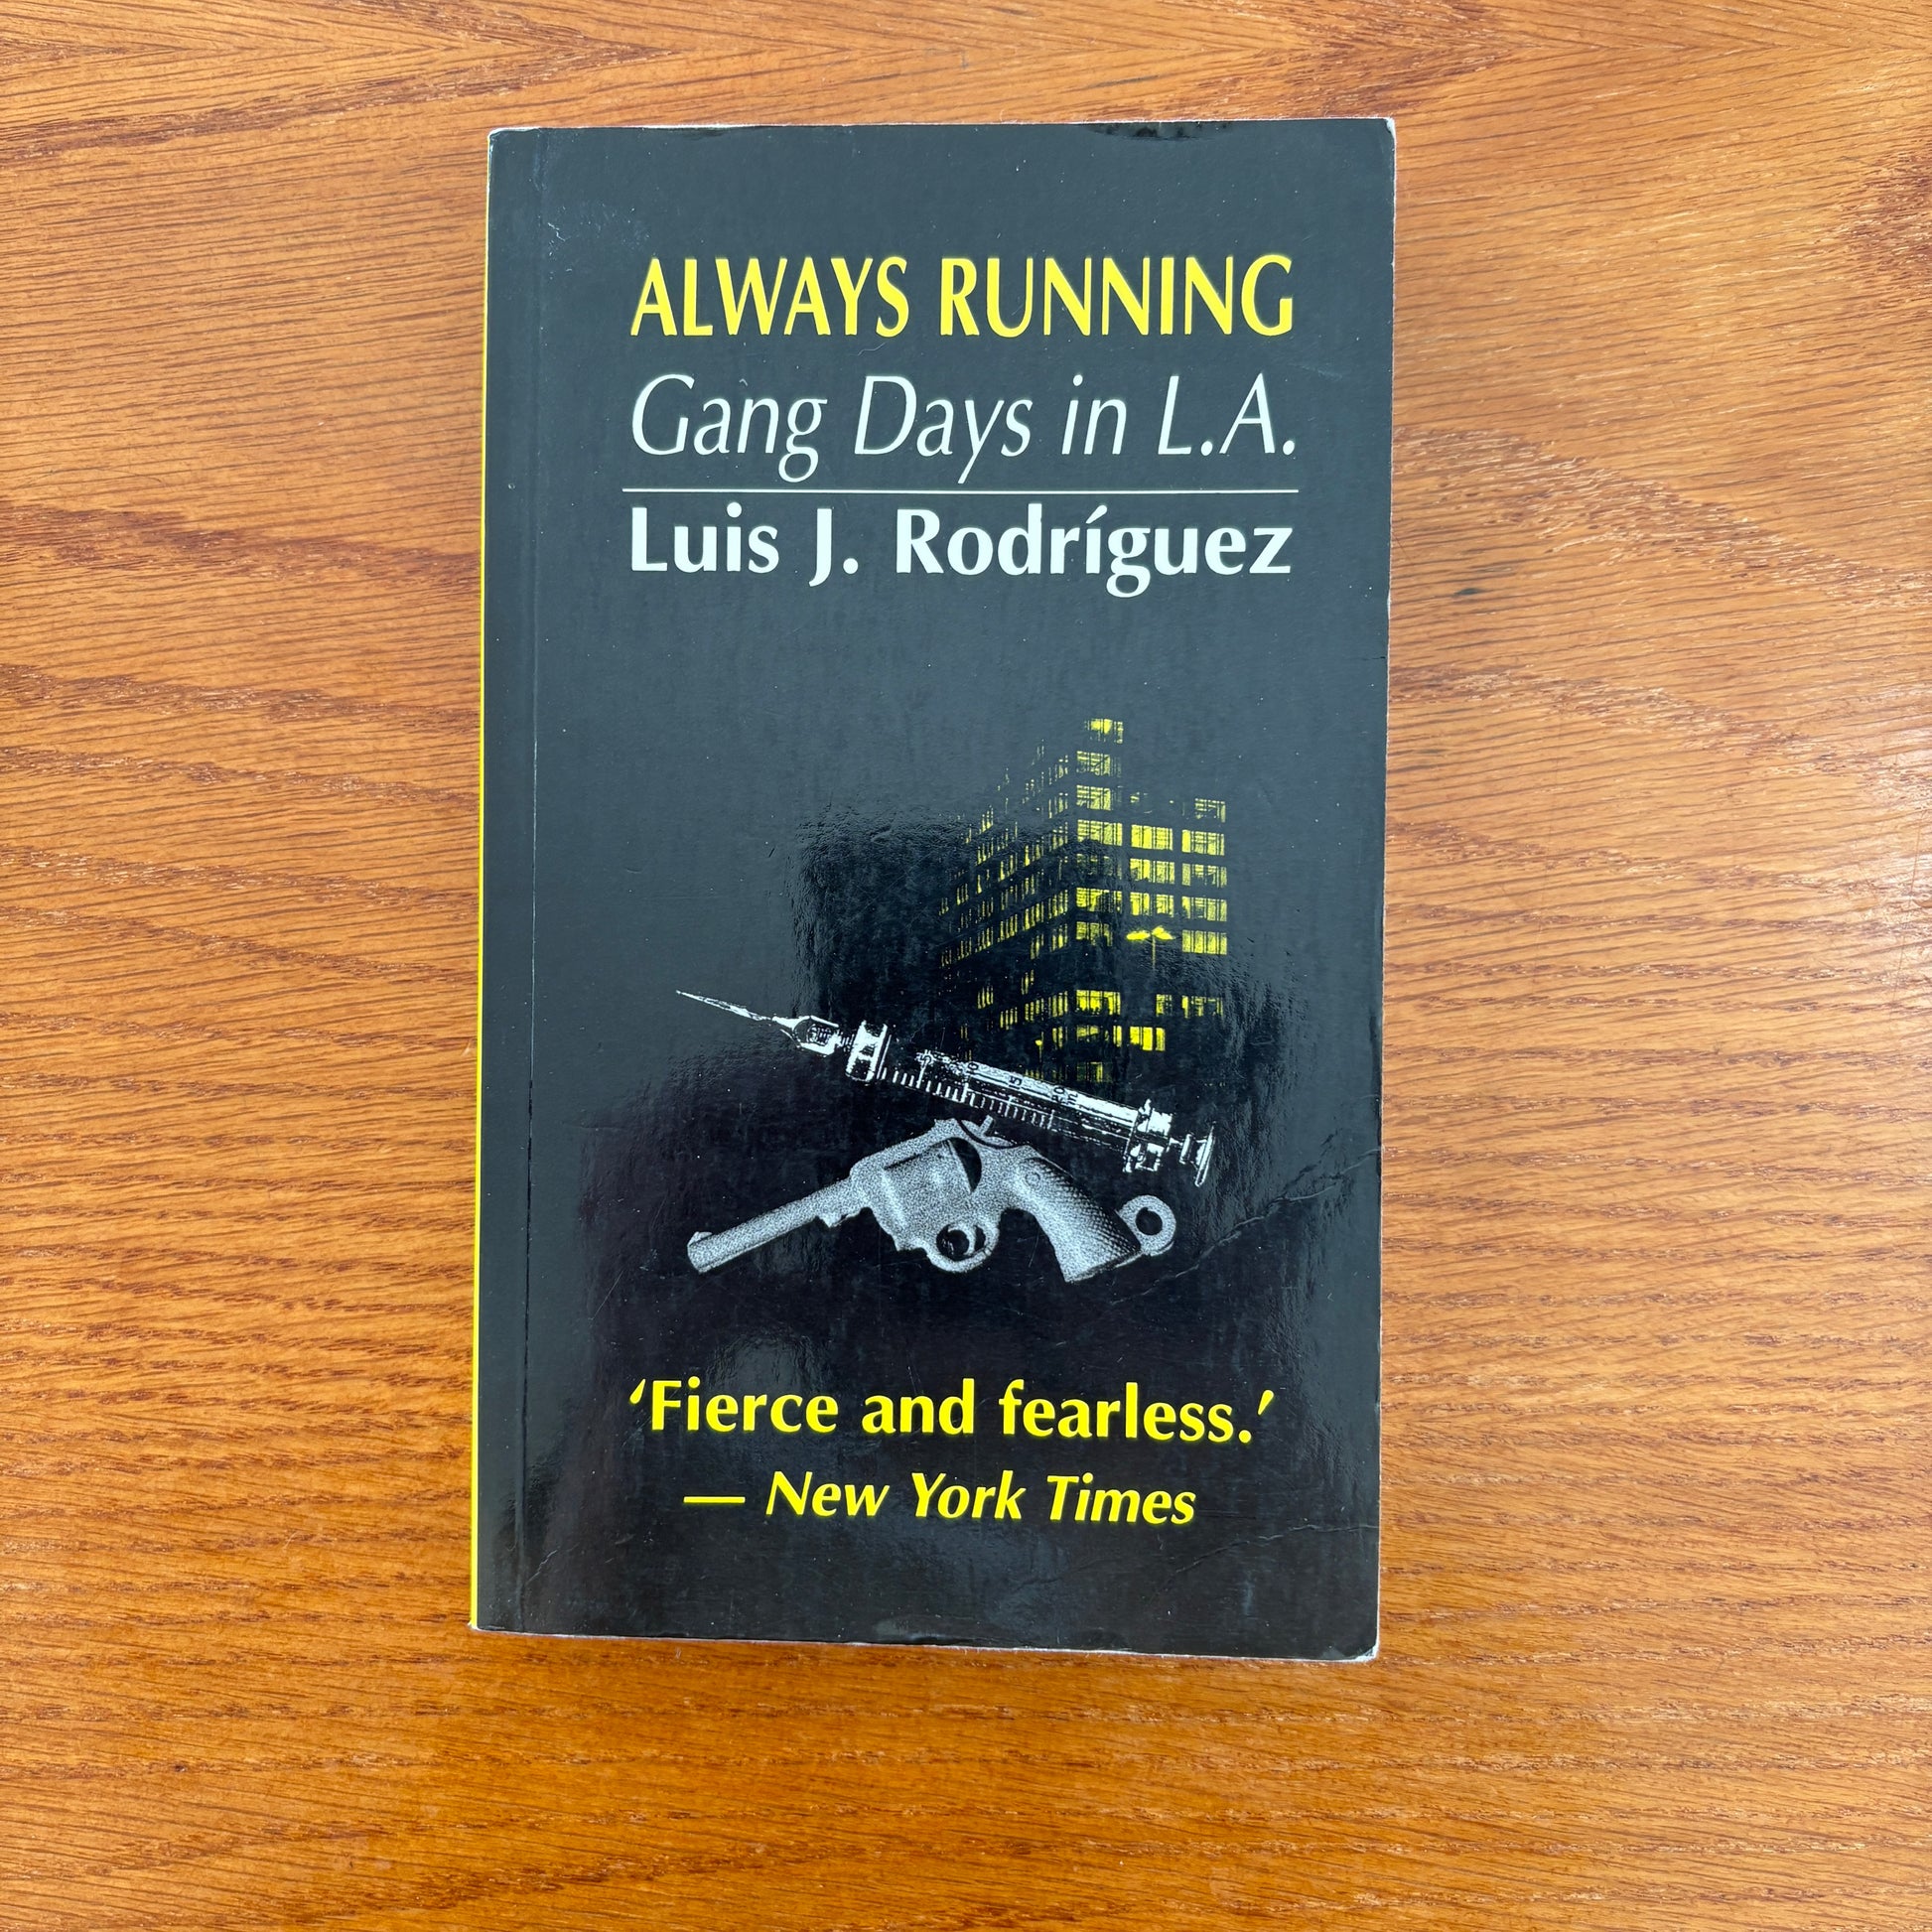 ALWAYS RUNNING
Gang Days in L.A.
Luis J. Rodríguez
‘Fierce and fearless.’
— New York Times